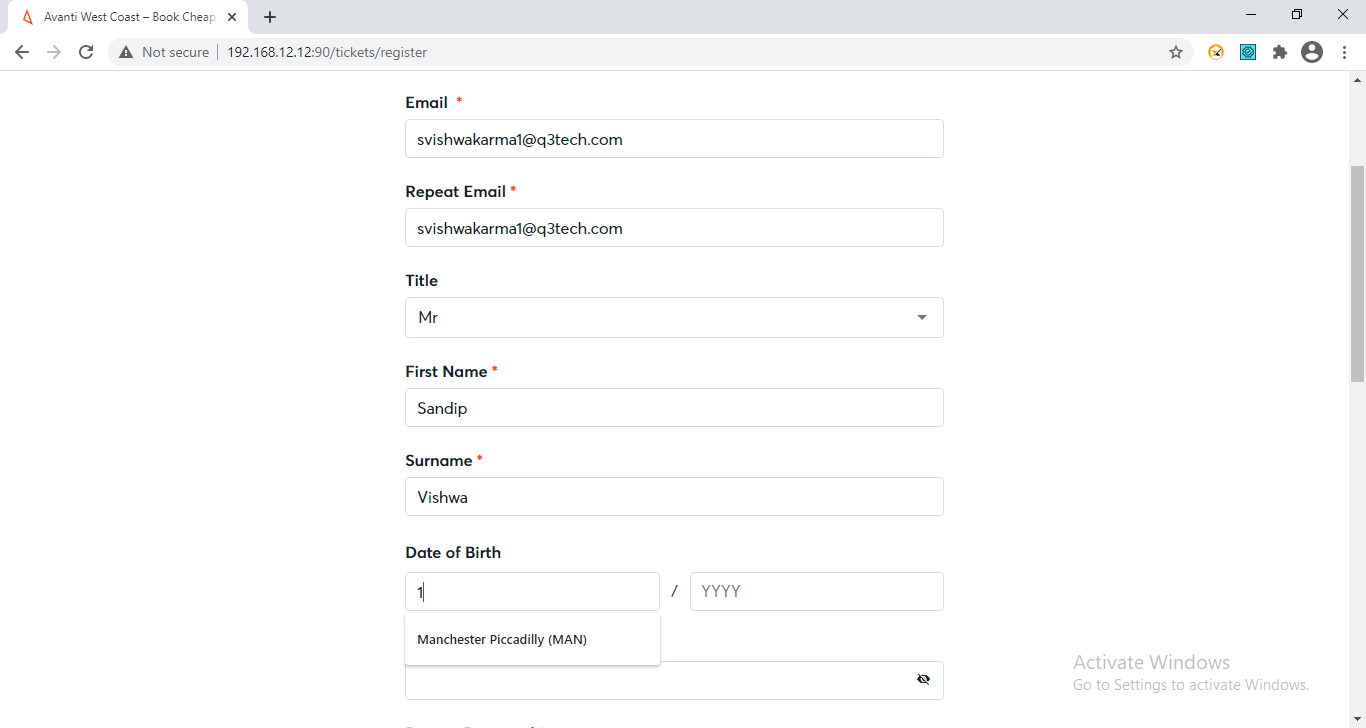 Avanti West Coast – Book Cheap
Not secure
192.168.12.12:90/tickets/register
Email *
svishwakarma1@q3tech.com
Repeat Email *
svishwakarma1@q3tech.com
Title
Mr
First Name *
Sandip
Surname *
Vishwa
Date of Birth
1 / YYYY
Manchester Piccadilly (MAN)
Activate Windows
Go to Settings to activate Windows.